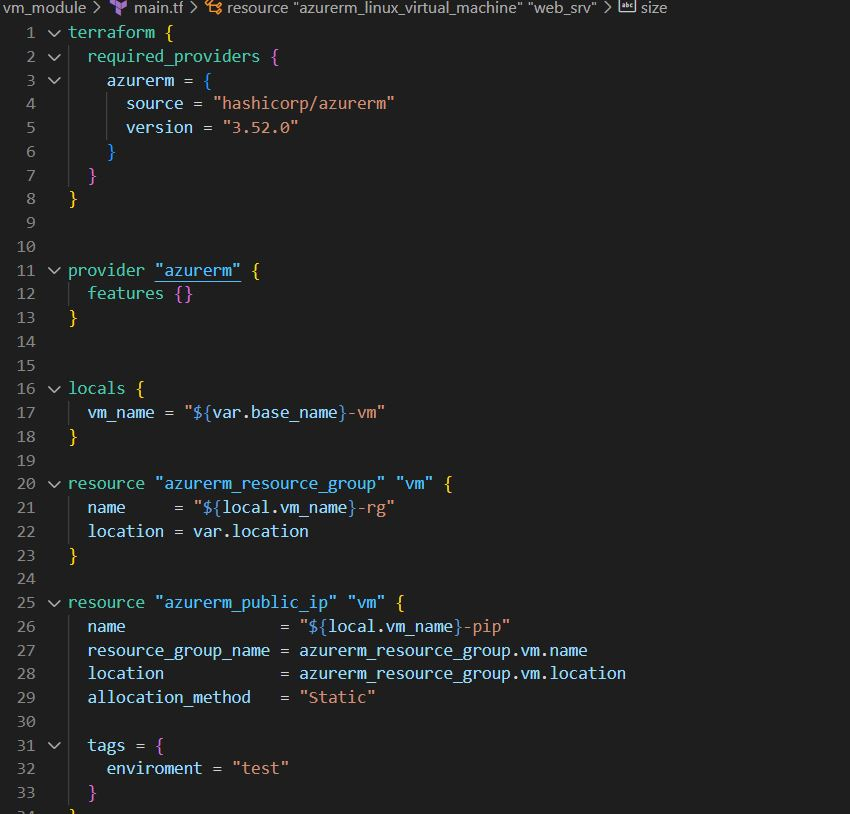 vm_module > main.tf > resource "azurerm_linux_virtual_machine" "web_srv" > abc size
1 terraform {
2   required_providers {
3     azurerm = {
4       source = "hashicorp/azurerm"
5       version = "3.52.0"
6     }
7   }
8 }
9
10
11 provider "azurerm" {
12   features {}
13 }
14
15
16 locals {
17   vm_name = "${var.base_name}-vm"
18 }
19
20 resource "azurerm_resource_group" "vm" {
21   name     = "${local.vm_name}-rg"
22   location = var.location
23 }
24
25 resource "azurerm_public_ip" "vm" {
26   name                = "${local.vm_name}-pip"
27   resource_group_name = azurerm_resource_group.vm.name
28   location            = azurerm_resource_group.vm.location
29   allocation_method   = "Static"
30
31   tags = {
32     enviroment = "test"
33   }
34 }